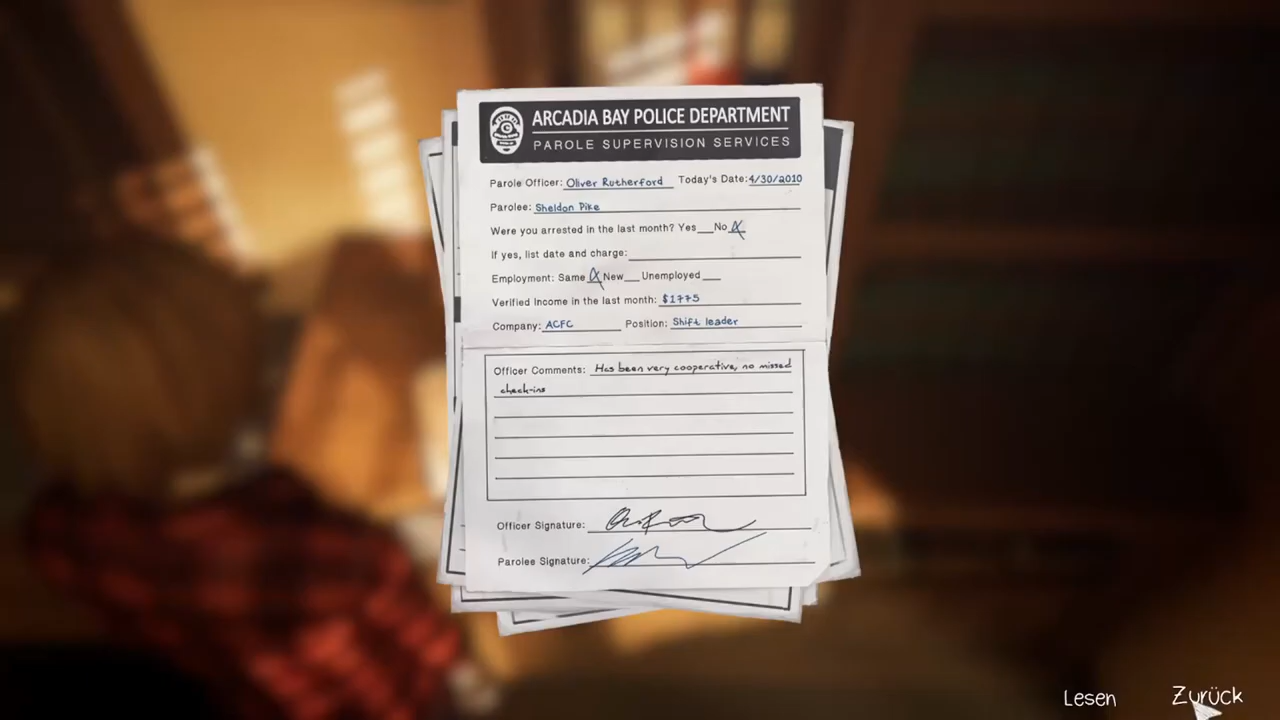 ARCADIA BAY POLICE DEPARTMENT
PAROLE SUPERVISION SERVICES
Parole Officer: Oliver Rutherford Today's Date: 4/30/2010
Parolee: Sheldon Pike
Were you arrested in the last month? Yes__No X
If yes, list date and charge:
Employment: Same X New__ Unemployed__
Verified Income in the last month: $1775
Company: ACFC Position: Shift leader
Officer Comments: Has been very cooperative, no missed
check-ins
Officer Signature:
Parolee Signature:
Lesen Zurück